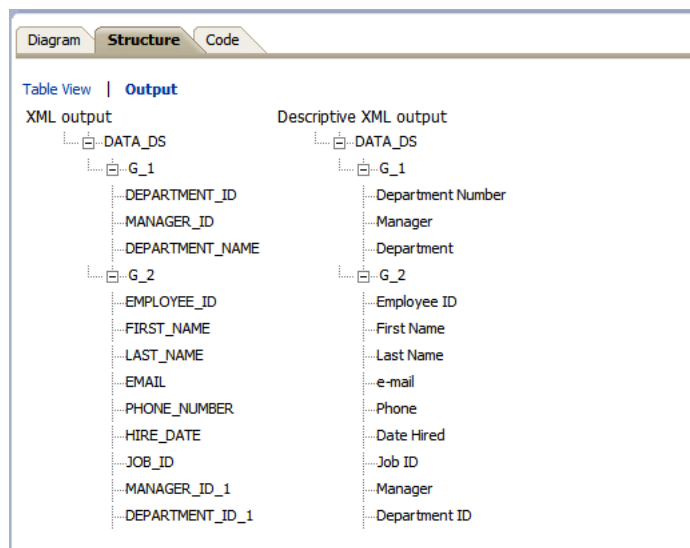 Diagram Structure Code
Table View | Output
XML output Descriptive XML output
DATA_DS DATA_DS
G_1 G_1
DEPARTMENT_ID Department Number
MANAGER_ID Manager
DEPARTMENT_NAME Department
G_2 G_2
EMPLOYEE_ID Employee ID
FIRST_NAME First Name
LAST_NAME Last Name
EMAIL e-mail
PHONE_NUMBER Phone
HIRE_DATE Date Hired
JOB_ID Job ID
MANAGER_ID_1 Manager
DEPARTMENT_ID_1 Department ID